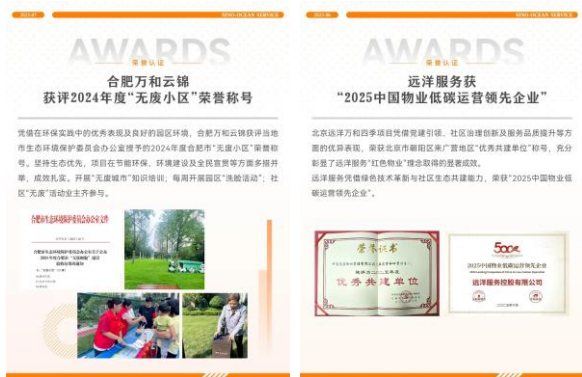 2025-07
SINO-OCEAN SERVICE
AWARDS
荣誉认证
合肥万和云锦
获评2024年度“无废小区”荣誉称号
凭借在环保实践中的优秀表现及良好的园区环境，合肥万和云锦获评当地
市生态环境保护委员会办公室授予的2024年度合肥市“无废小区”荣誉称
号。坚持生态优先，项目在节能环保、环境建设及全民宣贯等方面多措并
举，成效扎实。开展“无废城市”知识培训；每周开展园区“洗脸活动”；社
区“无废”活动业主齐参与。
合肥市生态环境保护委员会办公室文件
2025-06
SINO-OCEAN SERVICE
AWARDS
荣誉认证
远洋服务获
“2025中国物业低碳运营领先企业”
北京远洋万和四季项目凭借党建引领、社区治理创新及服务品质提升等方
面的优异表现，荣获北京市朝阳区来广营地区“优秀共建单位”称号，充分
彰显了远洋服务“红色物业”理念取得的显著成效。
远洋服务凭借绿色技术革新与社区生态共建能力，荣获“2025中国物业低
碳运营领先企业”。
荣誉证书
优秀共建单位
500
2025中国物业低碳运营领先企业
远洋服务控股有限公司